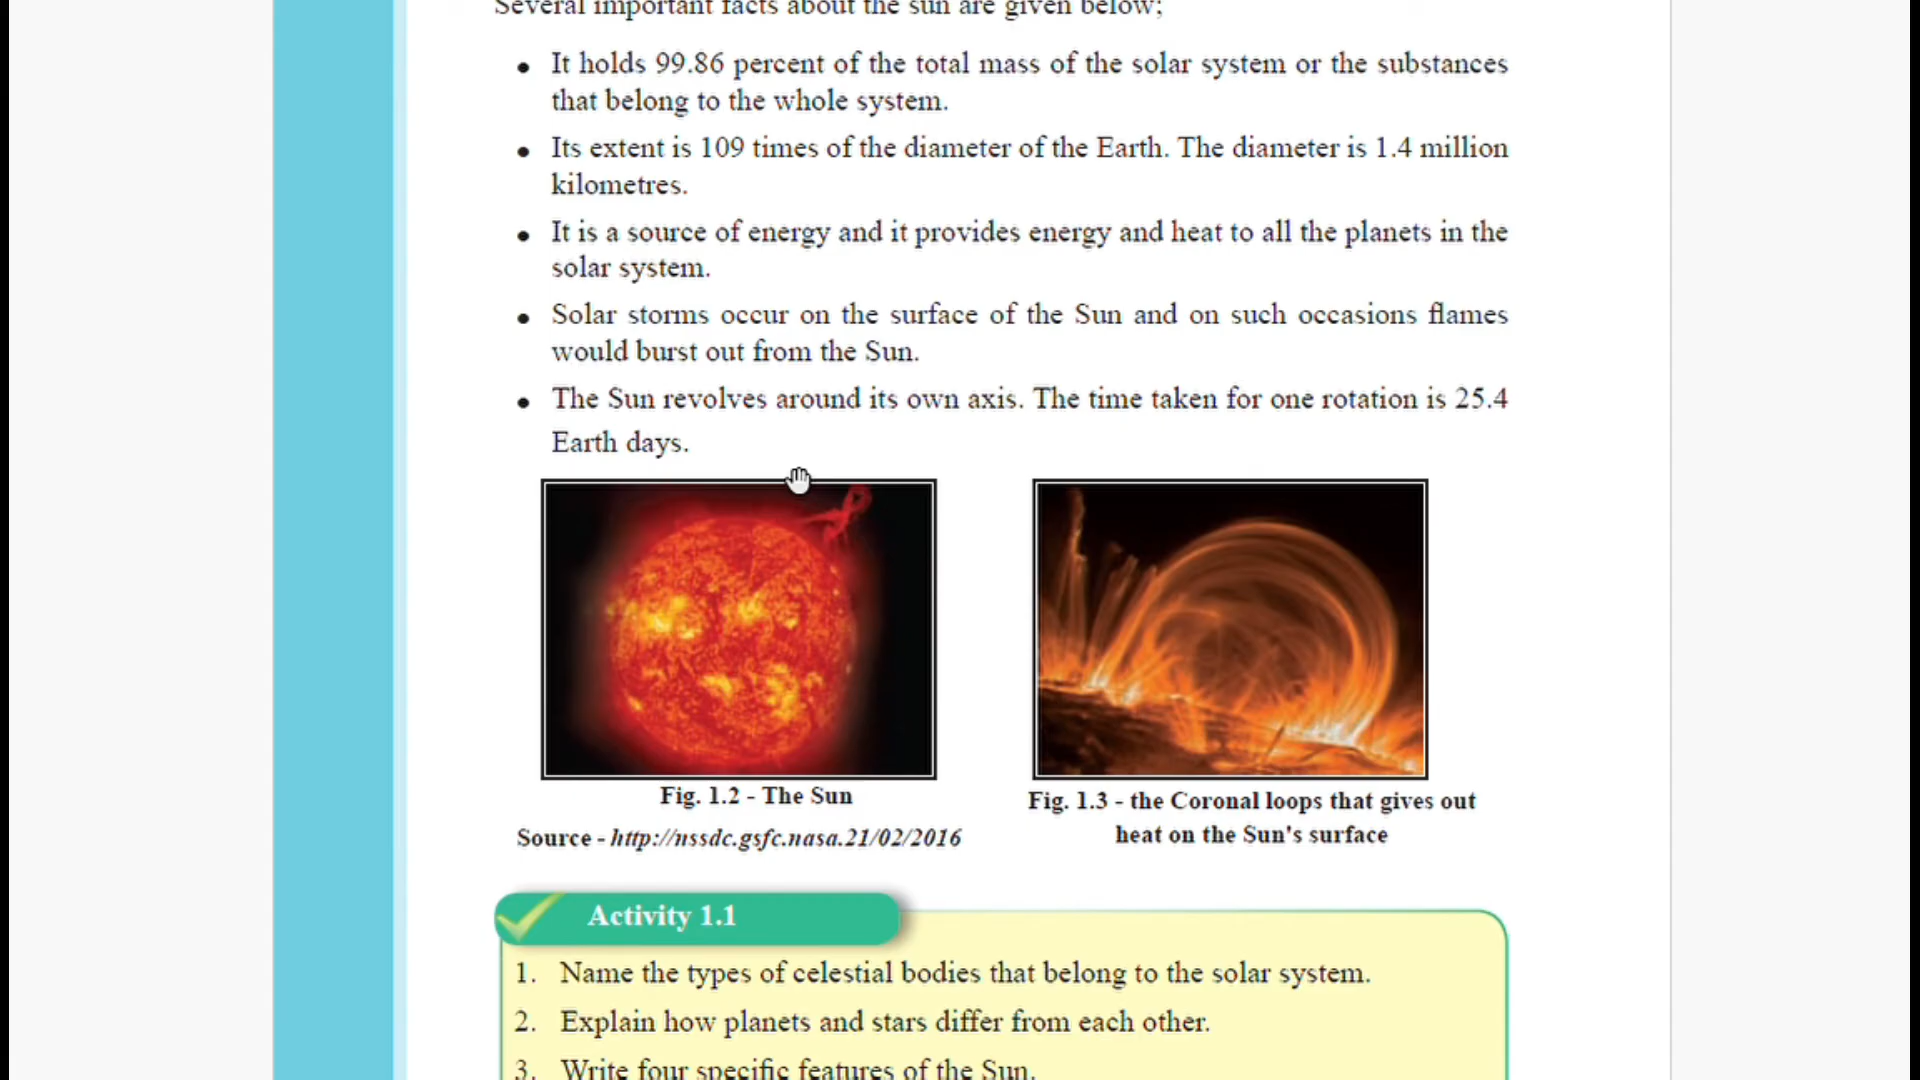 Several important facts about the sun are given below;
• It holds 99.86 percent of the total mass of the solar system or the substances
that belong to the whole system.
• Its extent is 109 times of the diameter of the Earth. The diameter is 1.4 million
kilometres.
• It is a source of energy and it provides energy and heat to all the planets in the
solar system.
• Solar storms occur on the surface of the Sun and on such occasions flames
would burst out from the Sun.
• The Sun revolves around its own axis. The time taken for one rotation is 25.4
Earth days.
Fig. 1.2 - The Sun
Source - http://nssdc.gsfc.nasa.21/02/2016
Fig. 1.3 - the Coronal loops that gives out
heat on the Sun's surface
Activity 1.1
1. Name the types of celestial bodies that belong to the solar system.
2. Explain how planets and stars differ from each other.
3. Write four specific features of the Sun.